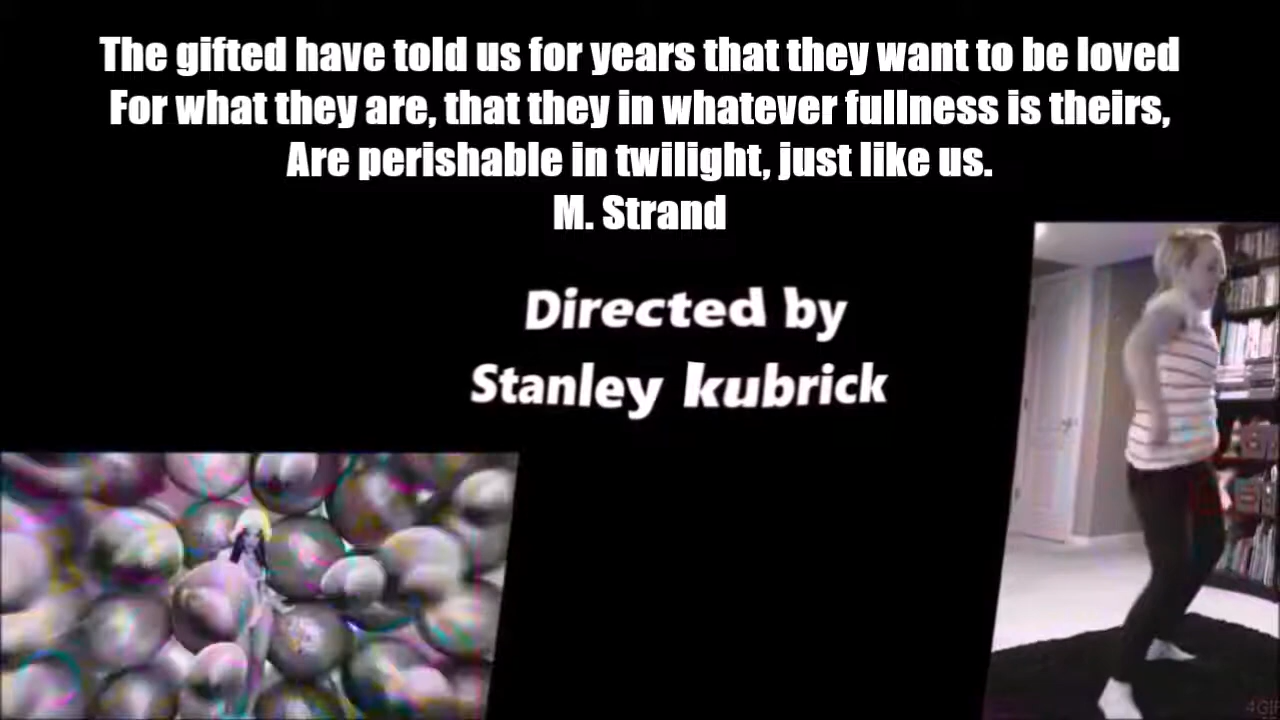 The gifted have told us for years that they want to be loved
For what they are, that they in whatever fullness is theirs,
Are perishable in twilight, just like us.
M. Strand
Directed by
Stanley kubrick
4GIF